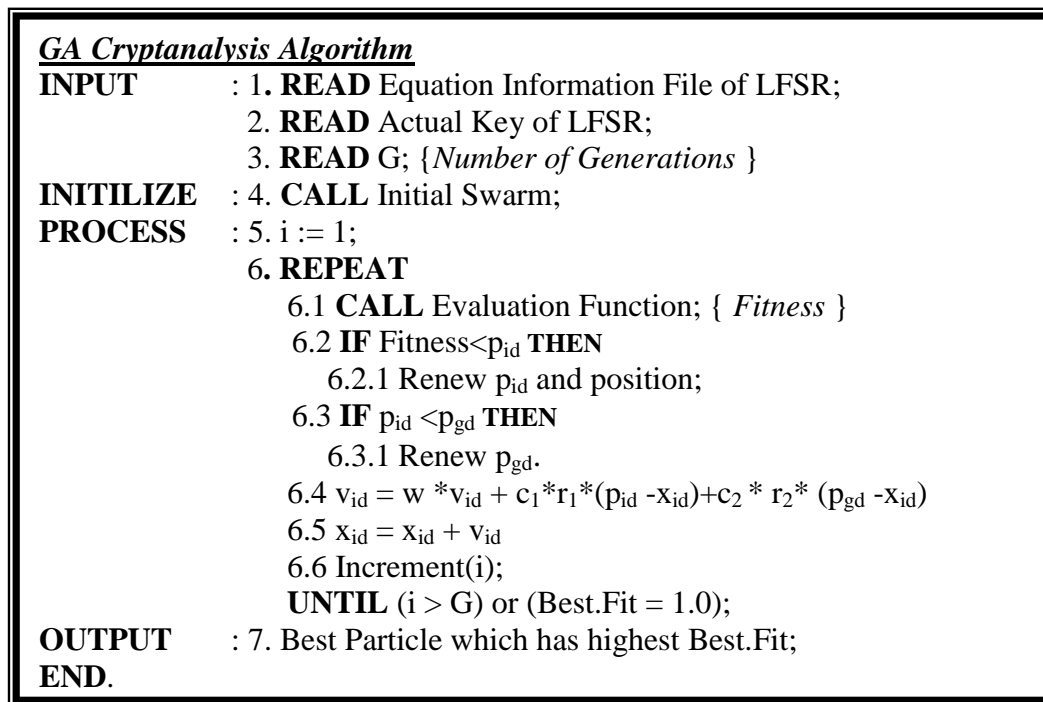 GA Cryptanalysis Algorithm
INPUT : 1. READ Equation Information File of LFSR;
2. READ Actual Key of LFSR;
3. READ G; {Number of Generations }
INITILIZE : 4. CALL Initial Swarm;
PROCESS : 5. i := 1;
6. REPEAT
6.1 CALL Evaluation Function; { Fitness }
6.2 IF Fitness<pid THEN
6.2.1 Renew pid and position;
6.3 IF pid <pgd THEN
6.3.1 Renew pgd.
6.4 vid = w *vid + c1*r1*(pid -xid)+c2 * r2* (pgd -xid)
6.5 xid = xid + vid
6.6 Increment(i);
UNTIL (i > G) or (Best.Fit = 1.0);
OUTPUT : 7. Best Particle which has highest Best.Fit;
END.